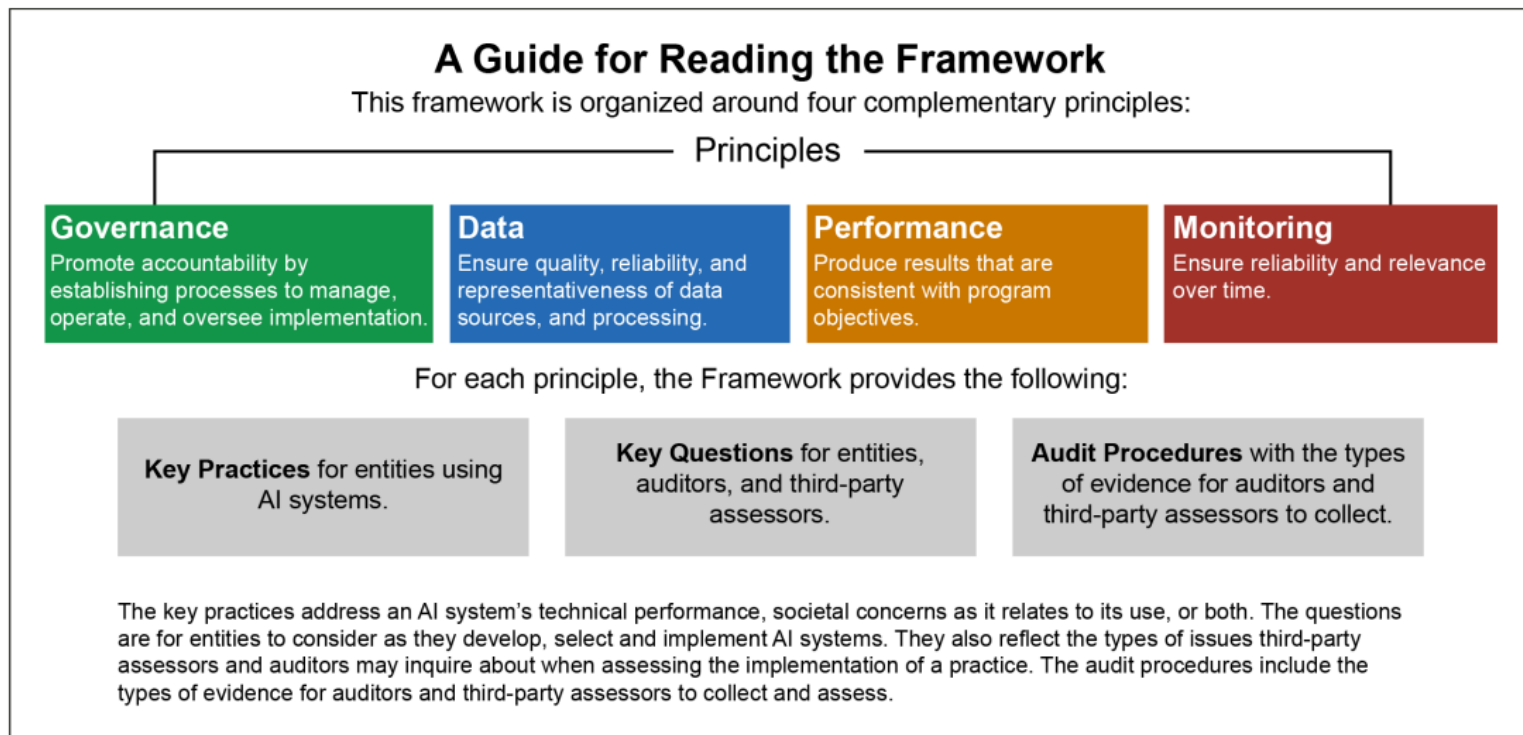 A Guide for Reading the Framework
This framework is organized around four complementary principles:
Principles
Governance
Promote accountability by
establishing processes to manage,
operate, and oversee implementation.
Data
Ensure quality, reliability, and
representativeness of data
sources, and processing.
Performance
Produce results that are
consistent with program
objectives.
Monitoring
Ensure reliability and relevance
over time.
For each principle, the Framework provides the following:
Key Practices for entities using
AI systems.
Key Questions for entities,
auditors, and third-party
assessors.
Audit Procedures with the types
of evidence for auditors and
third-party assessors to collect.
The key practices address an AI system’s technical performance, societal concerns as it relates to its use, or both. The questions
are for entities to consider as they develop, select and implement AI systems. They also reflect the types of issues third-party
assessors and auditors may inquire about when assessing the implementation of a practice. The audit procedures include the
types of evidence for auditors and third-party assessors to collect and assess.